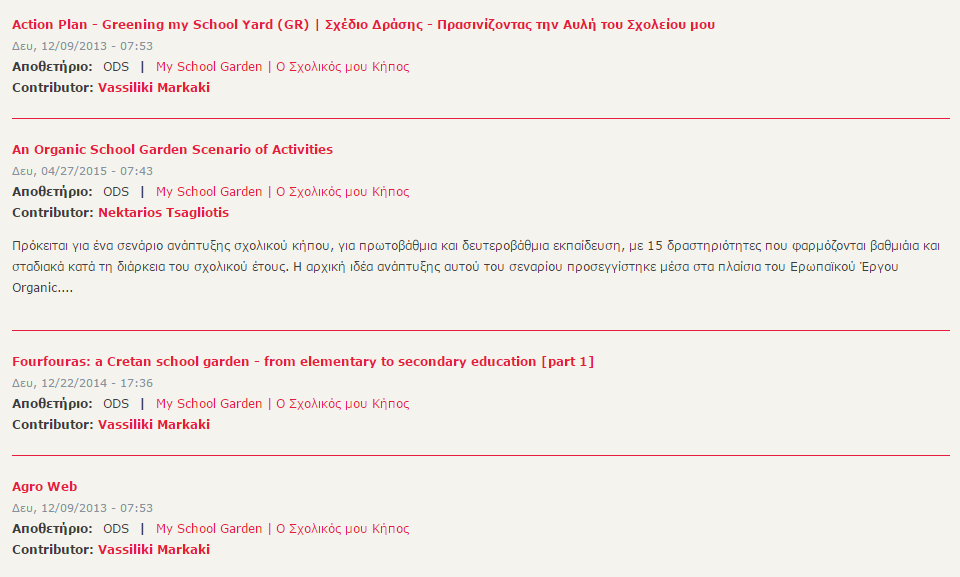 Action Plan - Greening my School Yard (GR) | Σχέδιο Δράσης - Πρασινίζοντας την Αυλή του Σχολείου μου
Δευ, 12/09/2013 - 07:53
Αποθετήριο: ODS | My School Garden | Ο Σχολικός μου Κήπος
Contributor: Vassiliki Markaki
An Organic School Garden Scenario of Activities
Δευ, 04/27/2015 - 07:43
Αποθετήριο: ODS | My School Garden | Ο Σχολικός μου Κήπος
Contributor: Nektarios Tsagliotis
Πρόκειται για ένα σενάριο ανάπτυξης σχολικού κήπου, για πρωτοβάθμια και δευτεροβάθμια εκπαίδευση, με 15 δραστηριότητες που φαρμόζονται βαθμιάια και
σταδιακά κατά τη διάρκεια του σχολικού έτους. Η αρχική ιδέα ανάπτυξης αυτού του σεναρίου προσεγγίστηκε μέσα στα πλαίσια του Ερωπαϊκού Έργου
Organic....
Fourfouras: a Cretan school garden - from elementary to secondary education [part 1]
Δευ, 12/22/2014 - 17:36
Αποθετήριο: ODS | My School Garden | Ο Σχολικός μου Κήπος
Contributor: Vassiliki Markaki
Agro Web
Δευ, 12/09/2013 - 07:53
Αποθετήριο: ODS | My School Garden | Ο Σχολικός μου Κήπος
Contributor: Vassiliki Markaki